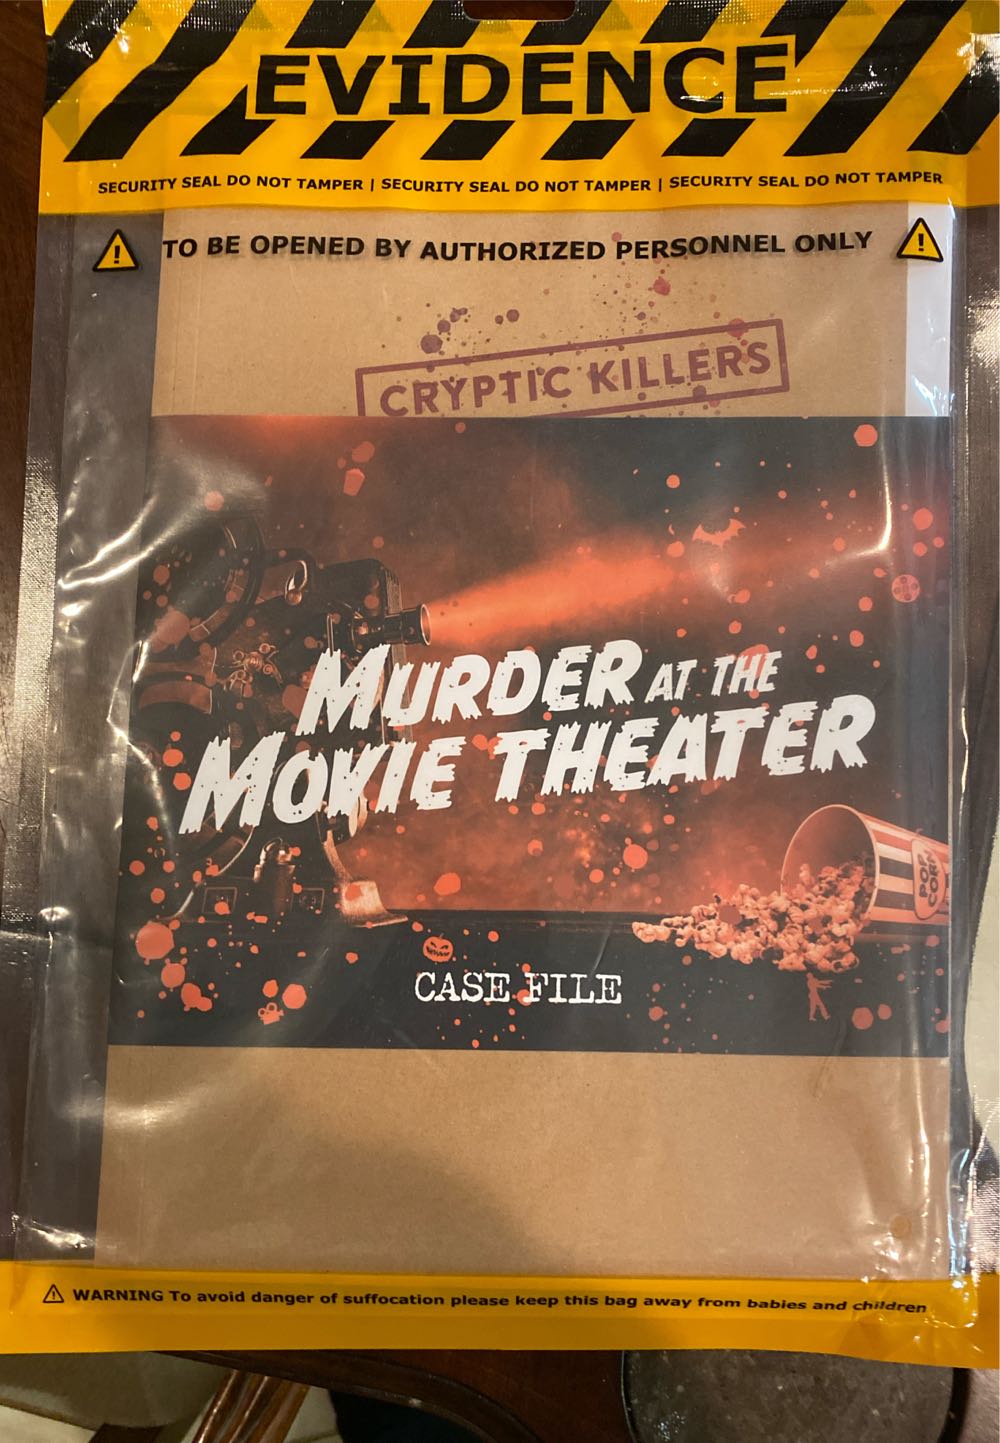 EVIDENCE
SECURITY SEAL DO NOT TAMPER | SECURITY SEAL DO NOT TAMPER | SECURITY SEAL DO NOT TAMPER
TO BE OPENED BY AUTHORIZED PERSONNEL ONLY
CRYPTIC KILLERS
MURDER AT THE
MOVIE THEATER
POP
CORN
CASE FILE
WARNING To avoid danger of suffocation please keep this bag away from babies and children